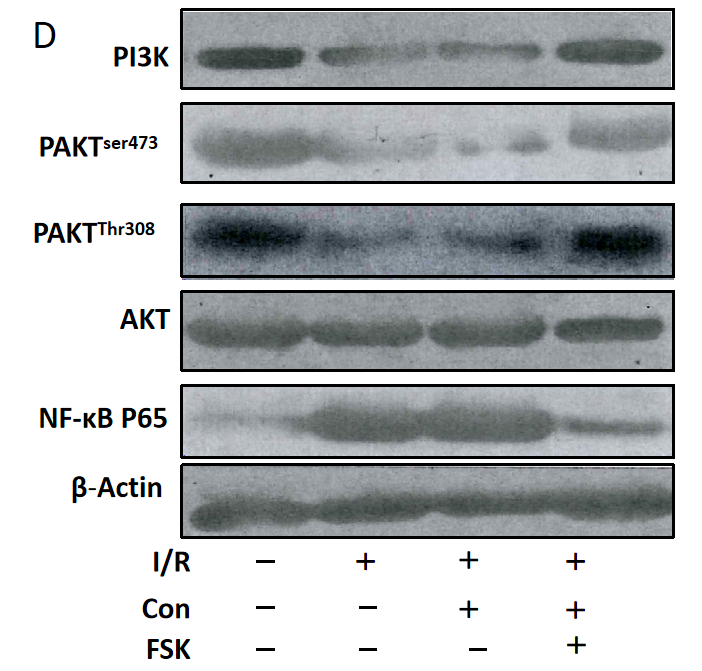 D
PI3K
PAKTser473
PAKTThr308
AKT
NF-κB P65
β-Actin
I/R − + + +
Con − − + +
FSK − − − +